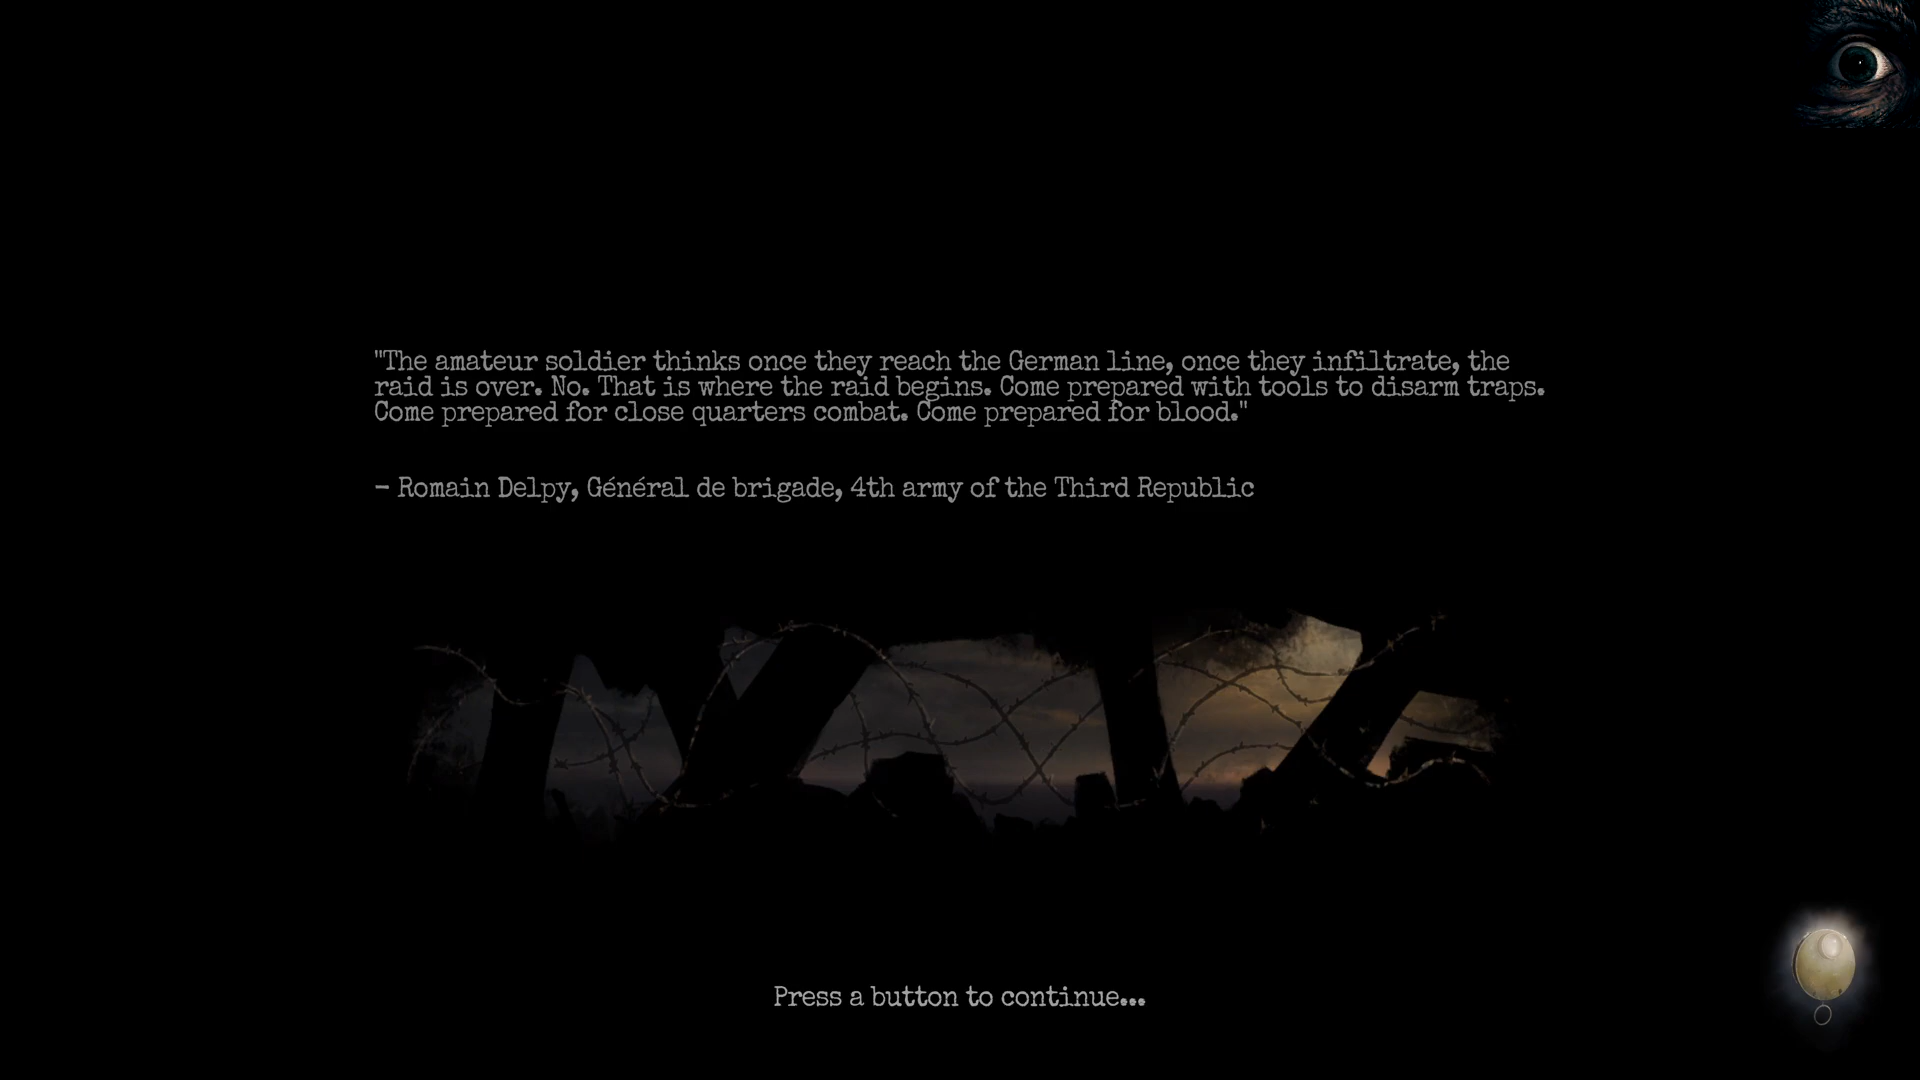 "The amateur soldier thinks once they reach the German line, once they infiltrate, the
raid is over. No. That is where the raid begins. Come prepared with tools to disarm traps.
Come prepared for close quarters combat. Come prepared for blood."
- Romain Delpy, Général de brigade, 4th army of the Third Republic
Press a button to continue...